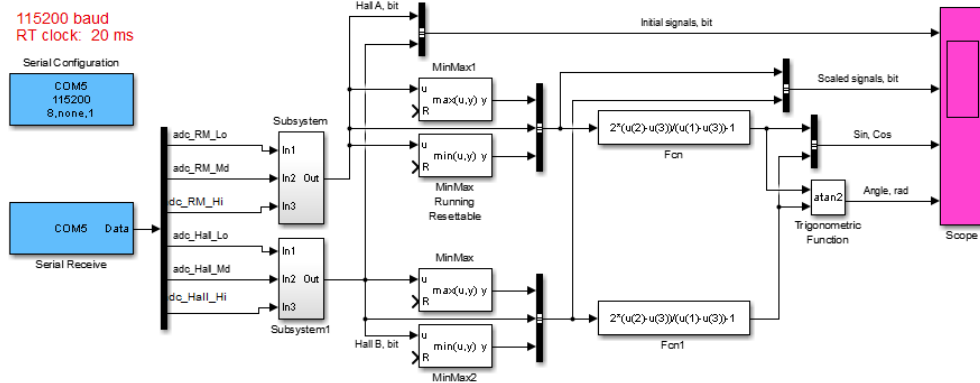 115200 baud
RT clock: 20 ms
Serial Configuration
COM5
115200
8,none,1
COM5 Data
Serial Receive
adc_RM_Lo
adc_RM_Md
dc_RM_Hi
adc_Hall_Lo
adc_Hall_Md
adc_Hall_Hi
Subsystem
In1
In2 Out
In3
In1
In2 Out
In3
Subsystem1
Hall A, bit
MinMax1
u
max(u,y) y
R
u
min(u,y) y
R
MinMax
Running
Resettable
MinMax
u
max(u,y) y
R
Hall B, bit
u
min(u,y) y
R
MinMax2
2*(u(2)-u(3))/(u(1)-u(3))-1
Fcn
2*(u(2)-u(3))/(u(1)-u(3))-1
Fcn1
Initial signals, bit
Scaled signals, bit
Sin, Cos
atan2
Angle, rad
Trigonometric
Function
Scope